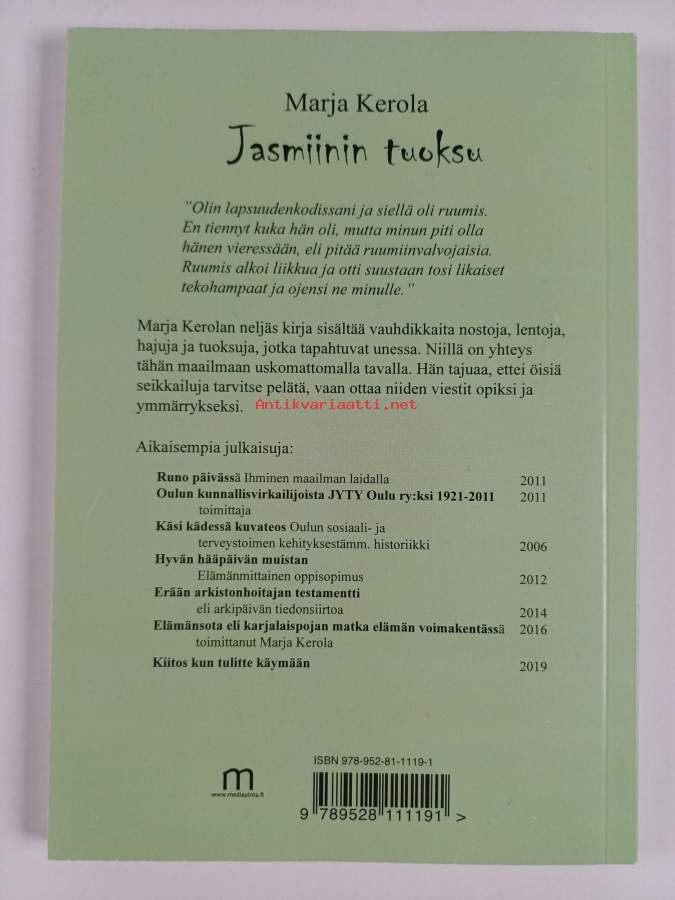 Marja Kerola
Jasmiinin tuoksu
"Olin lapsuudenkodissani ja siellä oli ruumis.
En tiennyt kuka hän oli, mutta minun piti olla
hänen vieressään, eli pitää ruumiinvalvojaisia.
Ruumis alkoi liikkua ja otti suustaan tosi likaiset
tekohampaat ja ojensi ne minulle."
Marja Kerolan neljäs kirja sisältää vauhdikkaita nostoja, lentoja,
hajuja ja tuoksuja, jotka tapahtuvat unessa. Niillä on yhteys
tähän maailmaan uskomattomalla tavalla. Hän tajuaa, ettei öisiä
seikkailuja tarvitse pelätä, vaan ottaa niiden viestit opiksi ja
ymmärrykseksi. Antikvariaatti.net
Aikaisempia julkaisuja:
Runo päivässä Ihminen maailman laidalla 2011
Oulun kunnallisvirkailijoista JYTY Oulu ry:ksi 1921-2011 2011
toimittaja
Käsi kädessä kuvateos Oulun sosiaali- ja
terveystoimen kehityksestämm. historiikki 2006
Hyvän hääpäivän muistan
Elämänmittainen oppisopimus 2012
Erään arkistonhoitajan testamentti
eli arkipäivän tiedonsiirtoa 2014
Elämänsota eli karjalaispojan matka elämän voimakentässä 2016
toimittanut Marja Kerola
Kiitos kun tulitte käymään 2019
ISBN 978-952-81-1119-1
m
www.mediapinta.fi
9 789528 111191 >